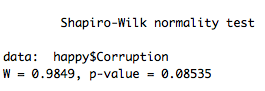 Shapiro-Wilk normality test
data:  happy$Corruption
W = 0.9849, p-value = 0.08535